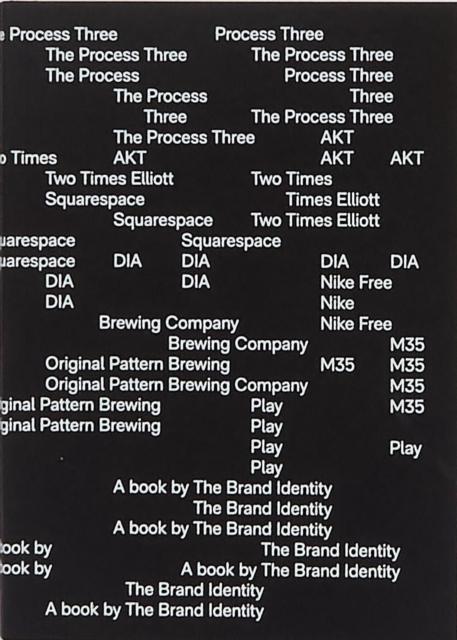 e Process Three Process Three
The Process Three The Process Three
The Process Process Three
The Process Three
Three The Process Three
The Process Three AKT
o Times AKT AKT AKT
Two Times Elliott Two Times
Squarespace Times Elliott
Squarespace Two Times Elliott
uarespace Squarespace
uarespace DIA DIA DIA DIA
DIA DIA Nike Free
DIA Nike
Brewing Company Nike Free
Brewing Company M35
Original Pattern Brewing M35 M35
Original Pattern Brewing Company M35
ginal Pattern Brewing Play M35
ginal Pattern Brewing Play
Play Play
Play
A book by The Brand Identity
The Brand Identity
A book by The Brand Identity
ook by The Brand Identity
ook by A book by The Brand Identity
The Brand Identity
A book by The Brand Identity